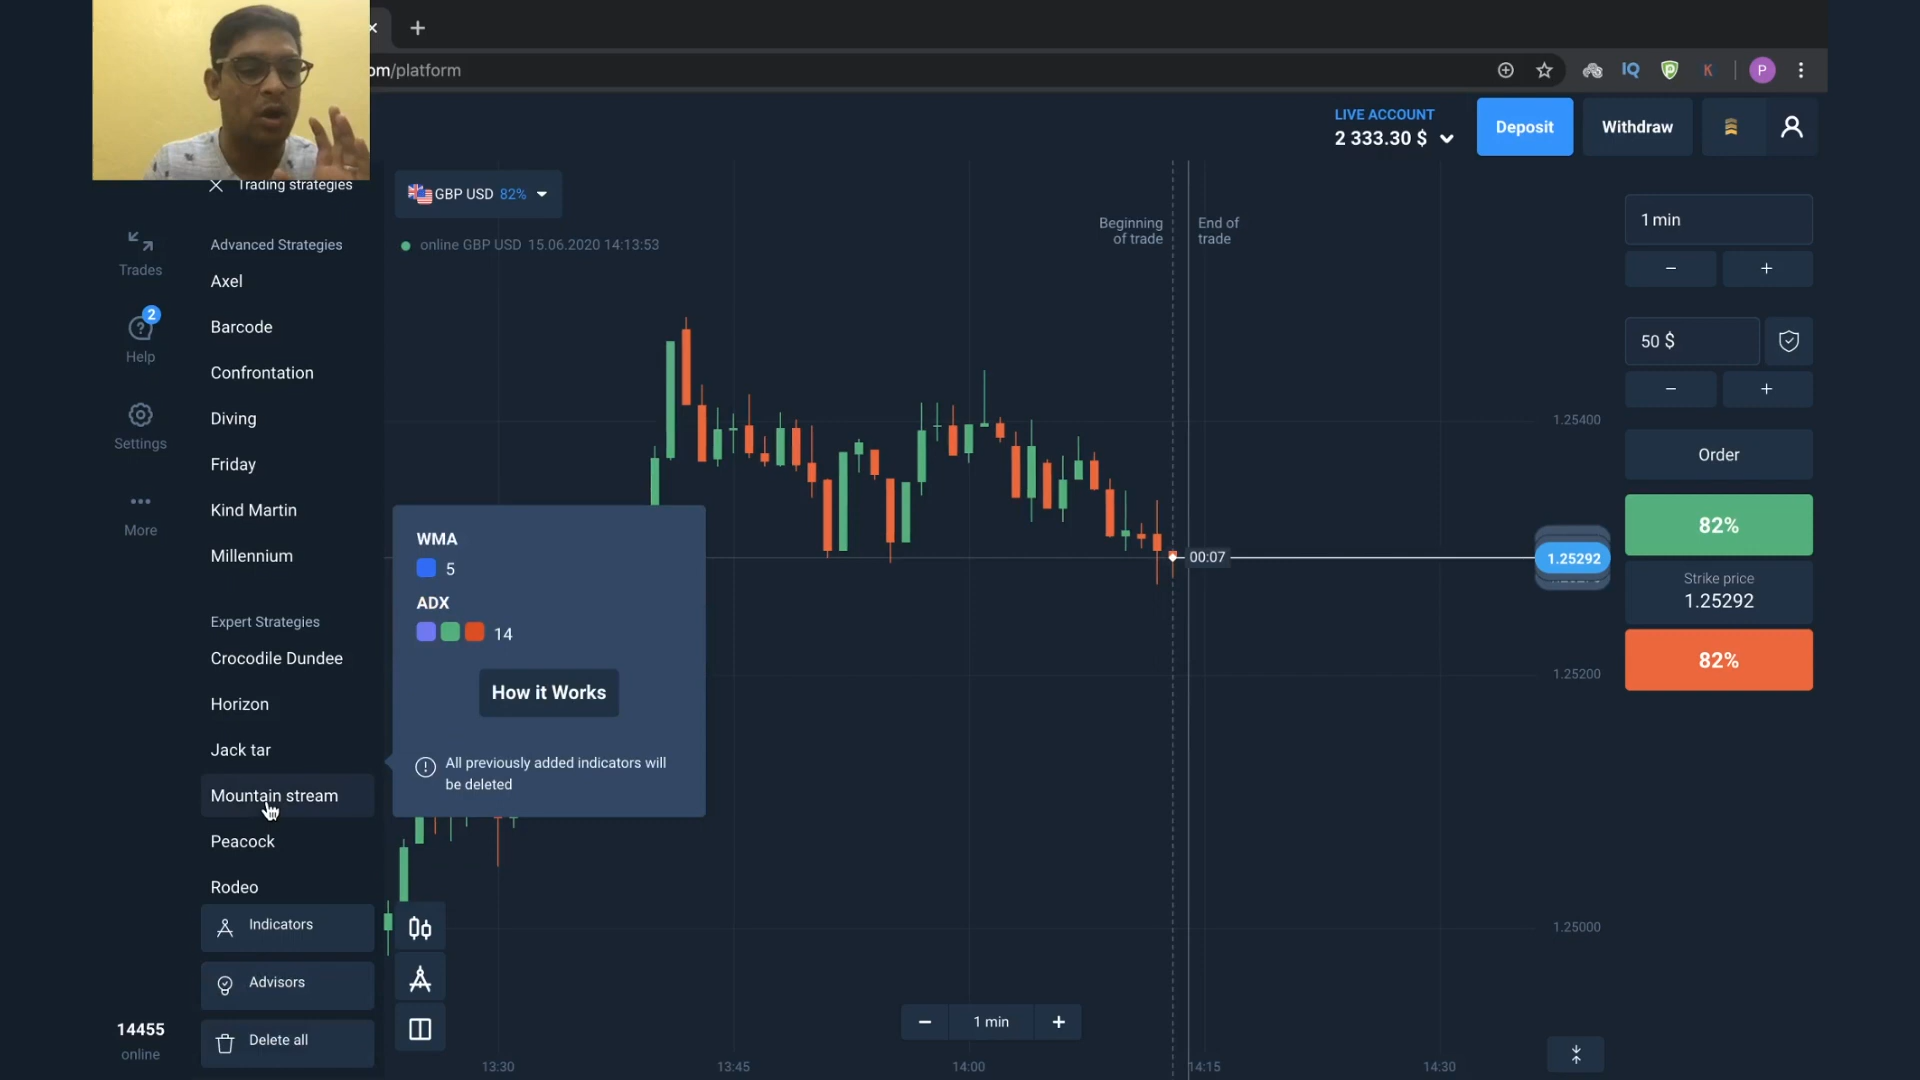 om/platform
IQ
K
P
LIVE ACCOUNT
2 333.30 $
Deposit
Withdraw
Trading strategies
GBP USD 82%
online GBP USD 15.06.2020 14:13:53
Beginning
of trade
End of
trade
Trades
2
Help
Settings
More
Advanced Strategies
Axel
Barcode
Confrontation
Diving
Friday
Kind Martin
Millennium
Expert Strategies
Crocodile Dundee
Horizon
Jack tar
Mountain stream
Peacock
Rodeo
Indicators
Advisors
Delete all
14455
online
WMA
5
ADX
14
How it Works
All previously added indicators will
be deleted
00:07
1.25400
1.25292
1.25200
1.25000
1 min
13:30
13:45
14:00
14:15
14:30
1 min
50 $
Order
82%
Strike price
1.25292
82%